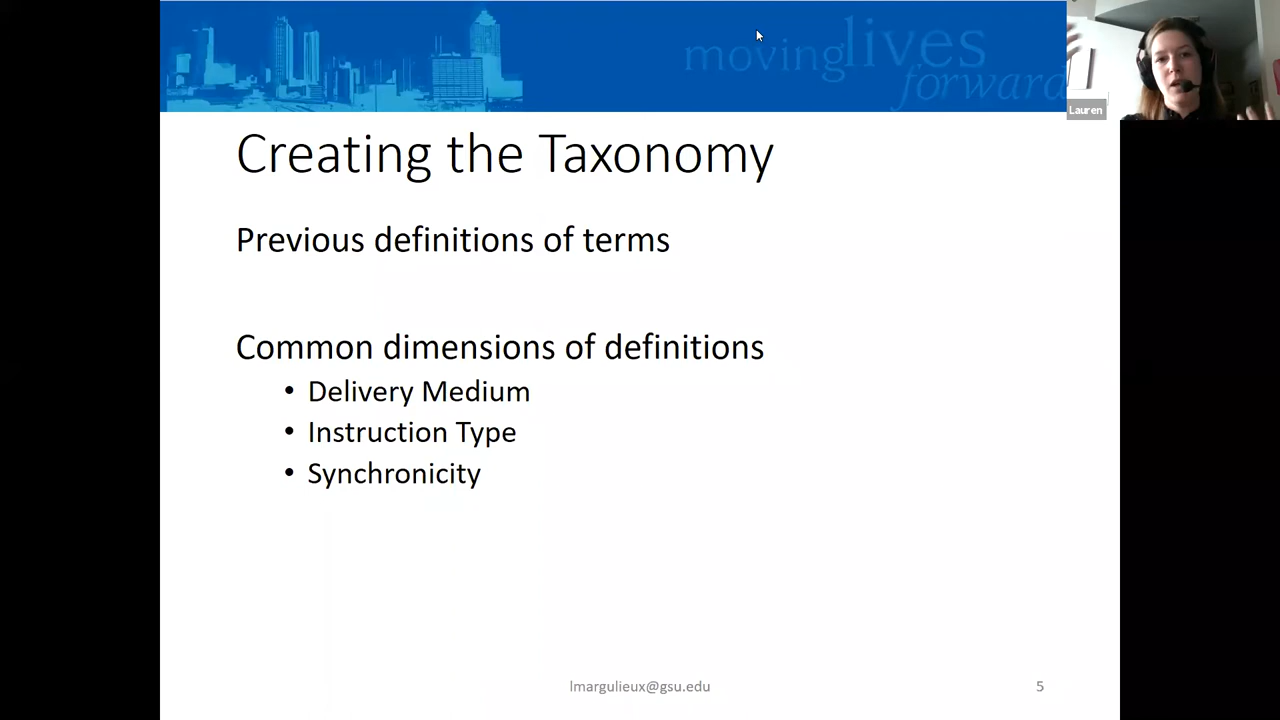 movinglives
forward
Lauren
Creating the Taxonomy
Previous definitions of terms
Common dimensions of definitions
• Delivery Medium
• Instruction Type
• Synchronicity
lmargulieux@gsu.edu
5